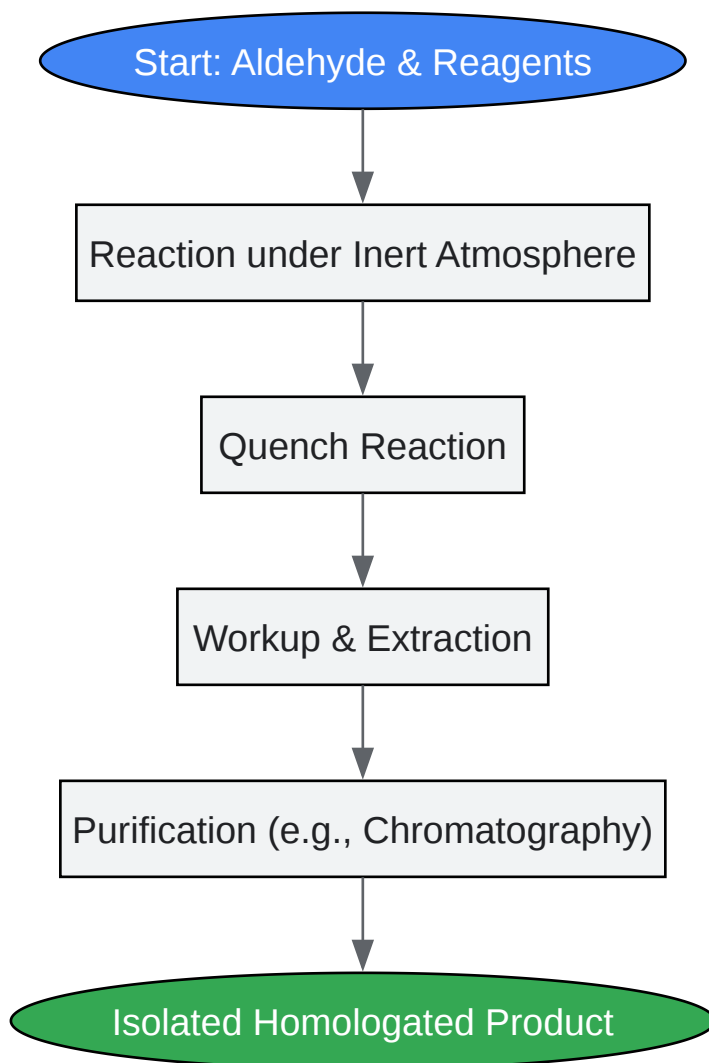 Start: Aldehyde & Reagents
Reaction under Inert Atmosphere
Quench Reaction
Workup & Extraction
Purification (e.g., Chromatography)
Isolated Homologated Product